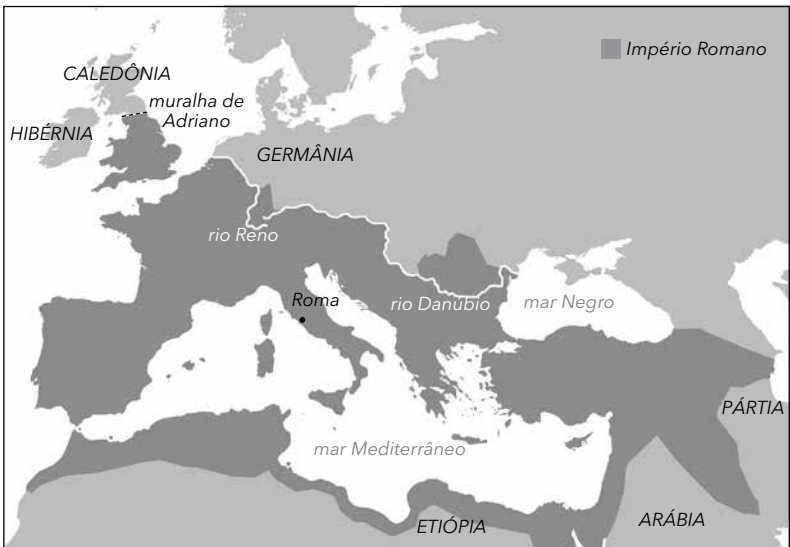 Império Romano
CALEDÔNIA
muralha de
Adriano
HIBÉRNIA
GERMÂNIA
rio Reno
Roma
rio Danúbio
mar Negro
PÁRTIA
mar Mediterrâneo
ETIÓPIA
ARÁBIA